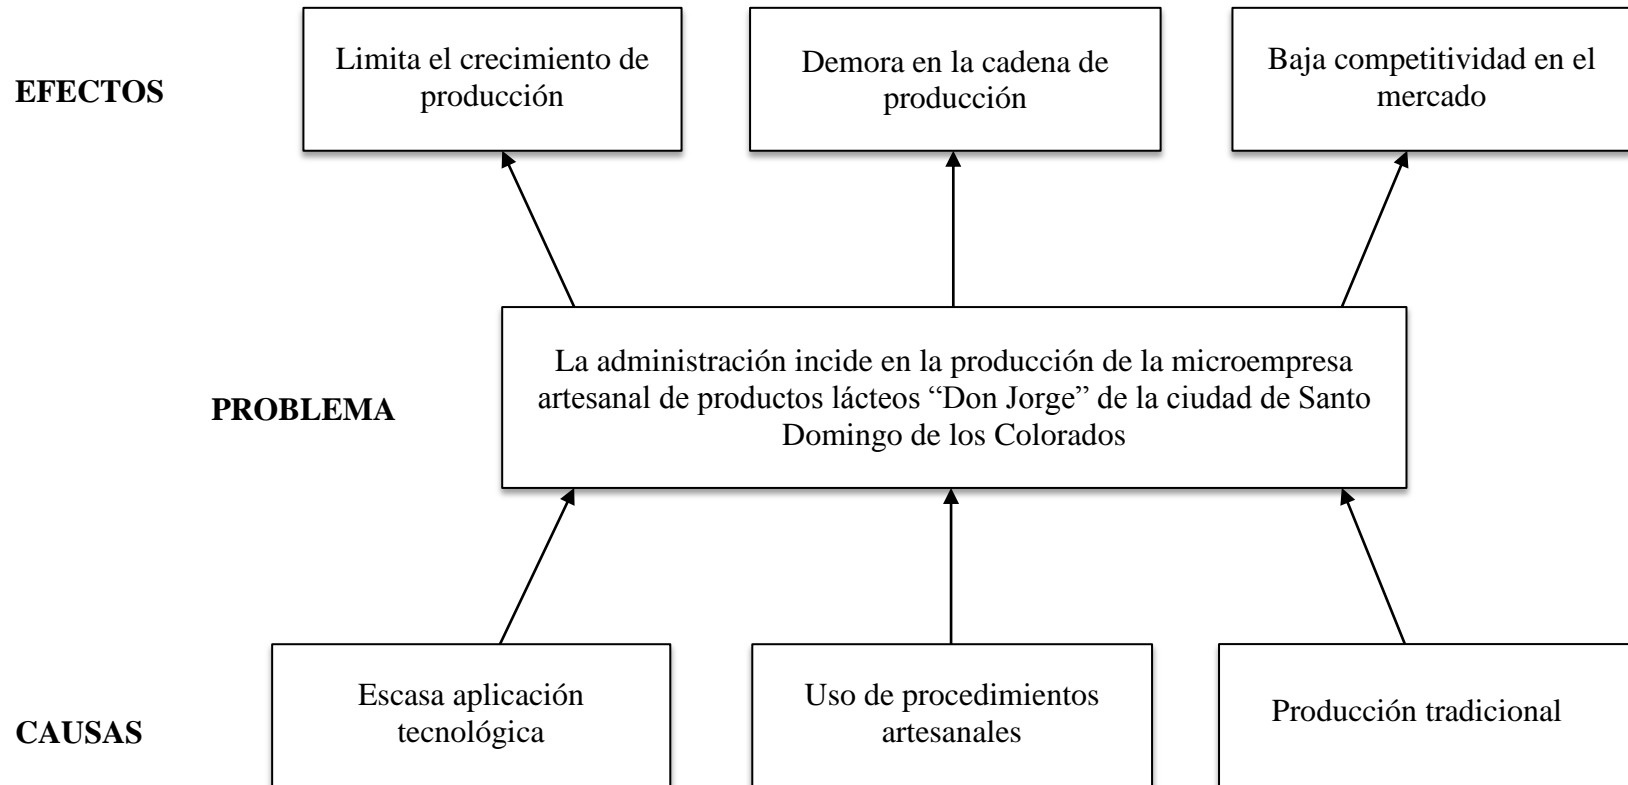 EFECTOS
Limita el crecimiento de
producción
Demora en la cadena de
producción
Baja competitividad en el
mercado
PROBLEMA
La administración incide en la producción de la microempresa
artesanal de productos lácteos “Don Jorge” de la ciudad de Santo
Domingo de los Colorados
CAUSAS
Escasa aplicación
tecnológica
Uso de procedimientos
artesanales
Producción tradicional